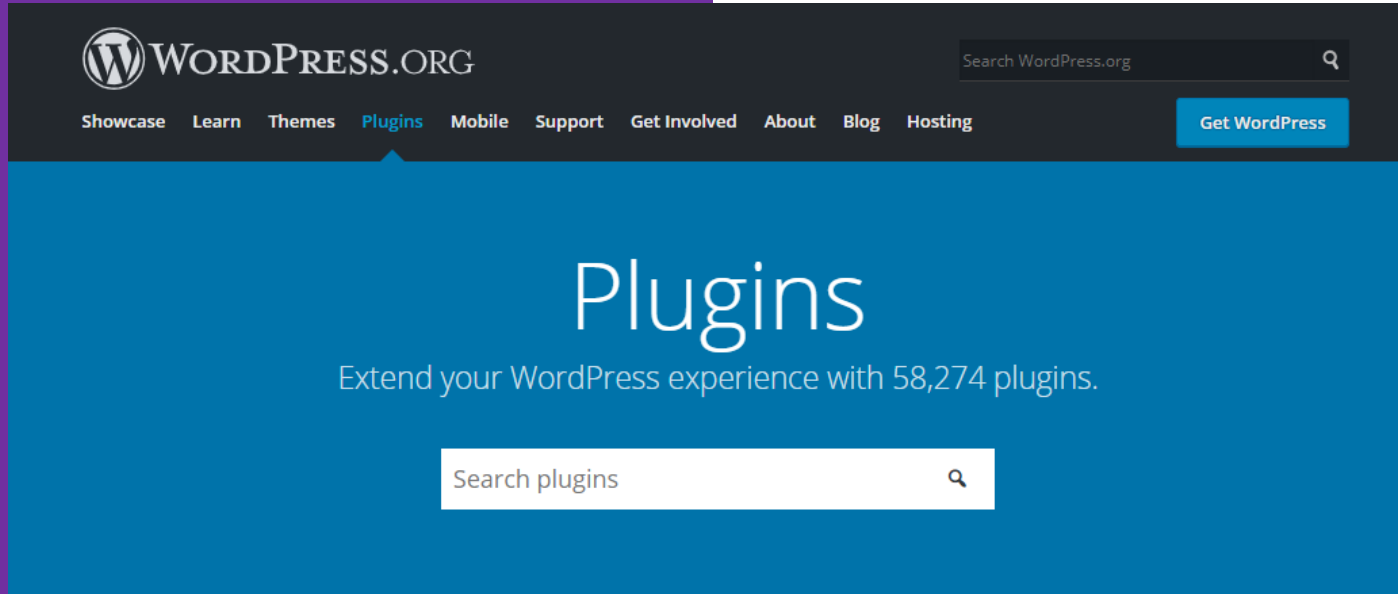 WORDPRESS.ORG
Search WordPress.org
Showcase Learn Themes Plugins Mobile Support Get Involved About Blog Hosting
Get WordPress
Plugins
Extend your WordPress experience with 58,274 plugins.
Search plugins